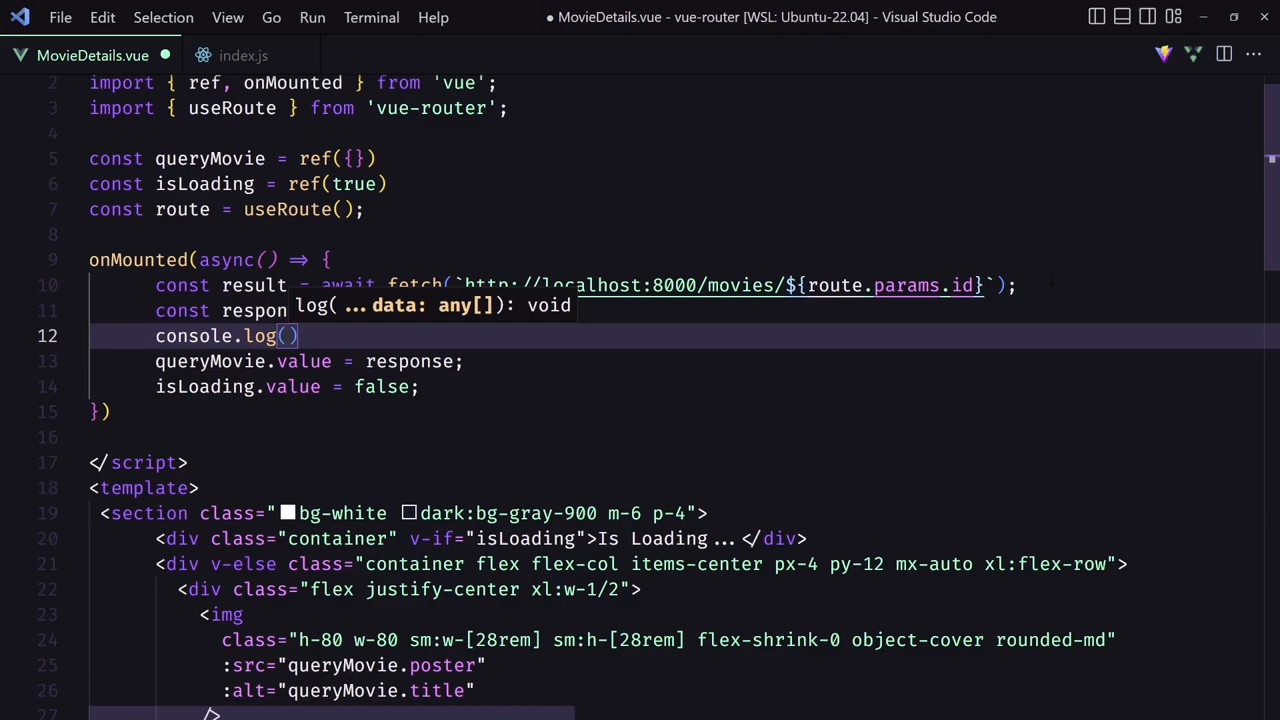 File Edit Selection View Go Run Terminal Help ● MovieDetails.vue - vue-router [WSL: Ubuntu-22.04] - Visual Studio Code
MovieDetails.vue index.js
2 import { ref, onMounted } from 'vue';
3 import { useRoute } from 'vue-router';
4
5 const queryMovie = ref({})
6 const isLoading = ref(true)
7 const route = useRoute();
8
9 onMounted(async() => {
10 const result = await fetch(`http://localhost:8000/movies/${route.params.id}`);
log(...data: any[]): void
11 const respon
12 console.log()
13 queryMovie.value = response;
14 isLoading.value = false;
15 })
16
17 </script>
18 <template>
19 <section class="bg-white dark:bg-gray-900 m-6 p-4">
20 <div class="container" v-if="isLoading">Is Loading...</div>
21 <div v-else class="container flex flex-col items-center px-4 py-12 mx-auto xl:flex-row">
22 <div class="flex justify-center xl:w-1/2">
23 <img
24 class="h-80 w-80 sm:w-[28rem] sm:h-[28rem] flex-shrink-0 object-cover rounded-md"
25 :src="queryMovie.poster"
26 :alt="queryMovie.title"
27 />